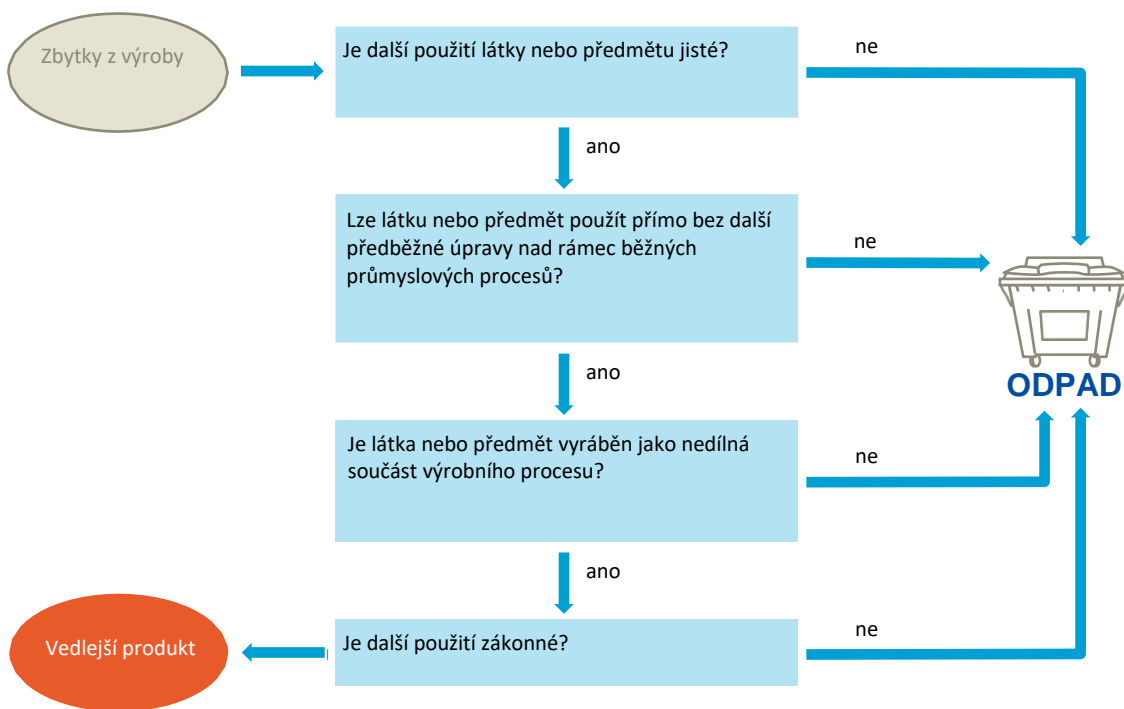 Zbytky z výroby
Je další použití látky nebo předmětu jisté?
ne
ano
Lze látku nebo předmět použít přímo bez další
předběžné úpravy nad rámec běžných
průmyslových procesů?
ne
ODPAD
ano
Je látka nebo předmět vyráběn jako nedílná
součást výrobního procesu?
ne
ano
Je další použití zákonné?
ne
Vedlejší produkt